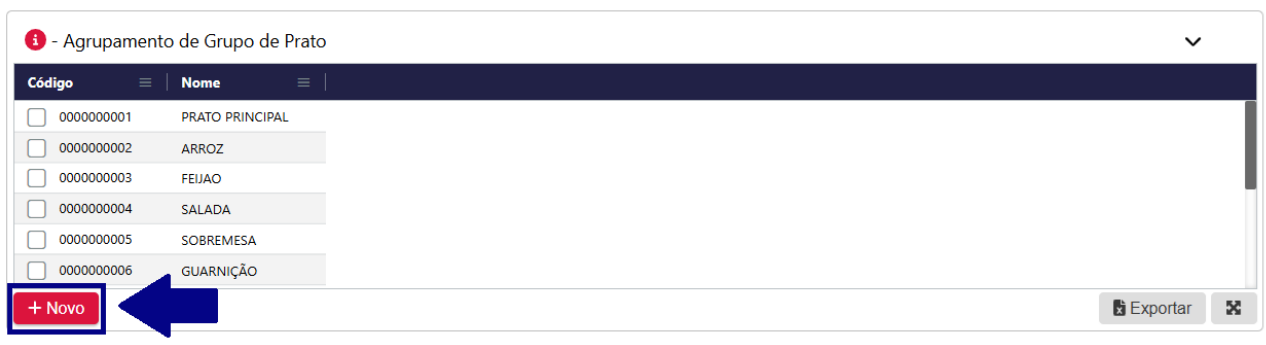 - Agrupamento de Grupo de Prato
Código Nome
0000000001 PRATO PRINCIPAL
0000000002 ARROZ
0000000003 FEIJAO
0000000004 SALADA
0000000005 SOBREMESA
0000000006 GUARNIÇÃO
+ Novo Exportar